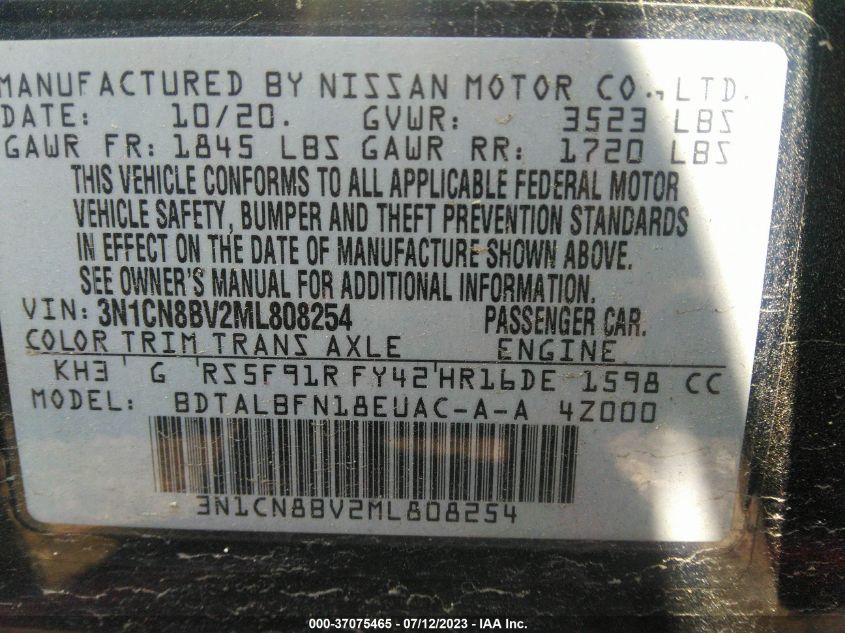 MANUFACTURED BY NISSAN MOTOR CO., LTD.
DATE: 10/20. GVWR: 3523 LBS
GAWR FR: 1845 LBS GAWR RR: 1720 LBS
THIS VEHICLE CONFORMS TO ALL APPLICABLE FEDERAL MOTOR
VEHICLE SAFETY, BUMPER AND THEFT PREVENTION STANDARDS
IN EFFECT ON THE DATE OF MANUFACTURE SHOWN ABOVE.
SEE OWNER'S MANUAL FOR ADDITIONAL INFORMATION.
VIN: 3N1CN8BV2ML808254 PASSENGER CAR.
COLOR TRIM TRANS AXLE ENGINE
KH3 G RS5F91R FY42 HR16DE 1598 CC
MODEL: BDTALBFN18EUAC-A-A 4Z000
3N1CN8BV2ML808254
000-37075465 / 07/12/2023 - © IAA Inc.